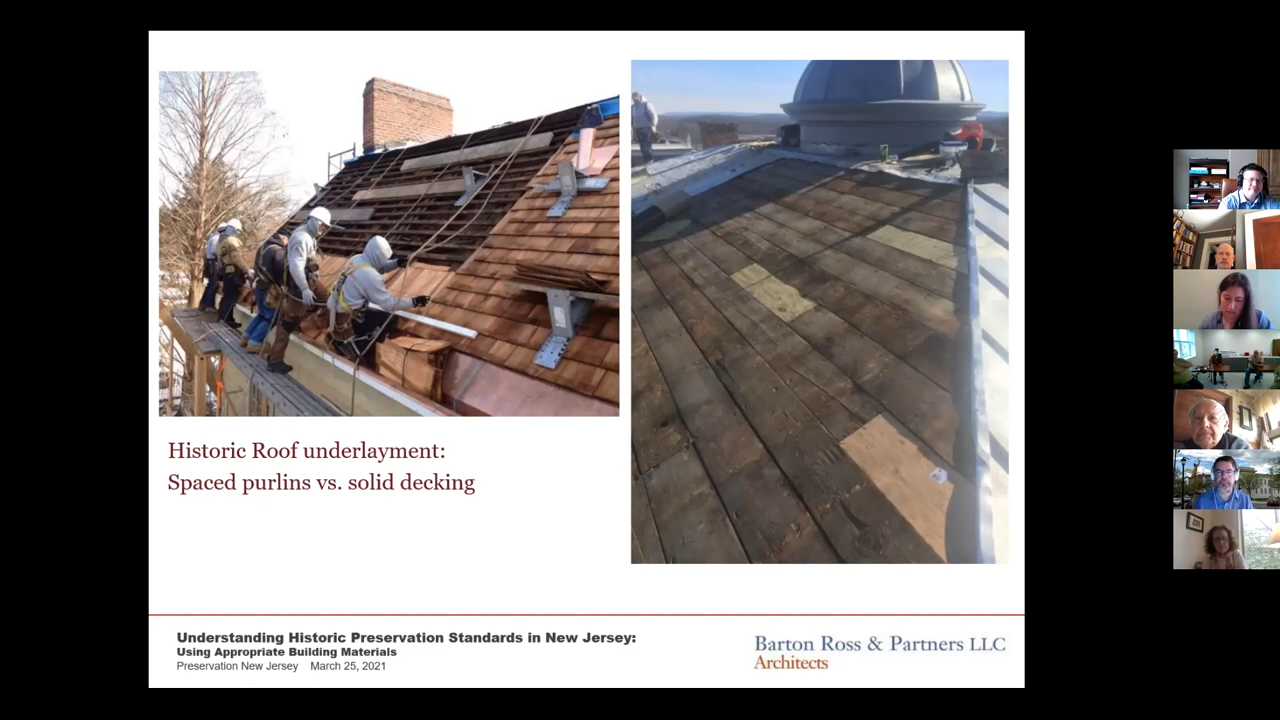 Historic Roof underlayment:
Spaced purlins vs. solid decking
Understanding Historic Preservation Standards in New Jersey:
Using Appropriate Building Materials
Preservation New Jersey March 25, 2021
Barton Ross & Partners LLC
Architects